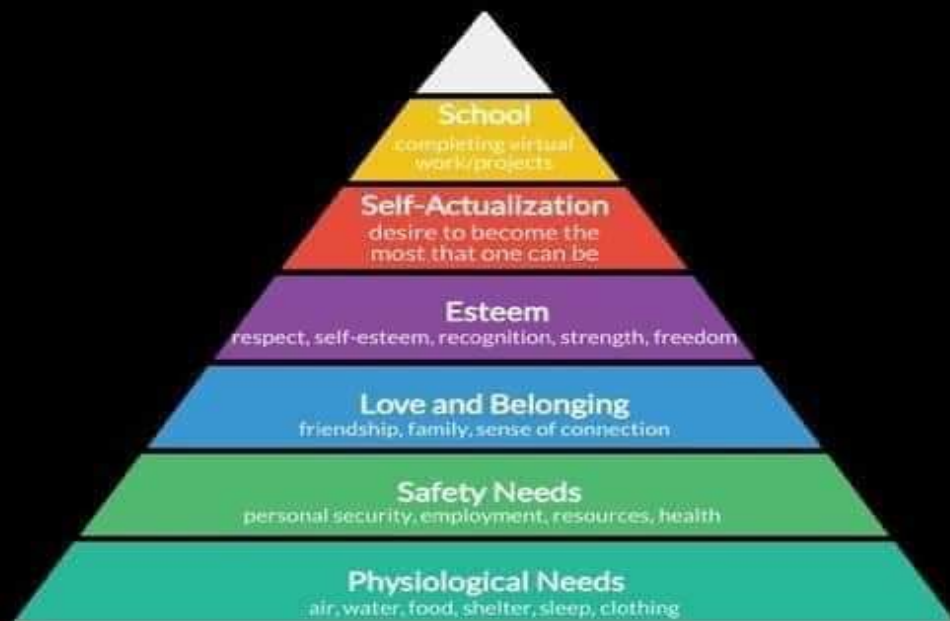 School
completing virtual
work/projects
Self-Actualization
desire to become the
most that one can be
Esteem
respect, self-esteem, recognition, strength, freedom
Love and Belonging
friendship, family, sense of connection
Safety Needs
personal security, employment, resources, health
Physiological Needs
air, water, food, shelter, sleep, clothing